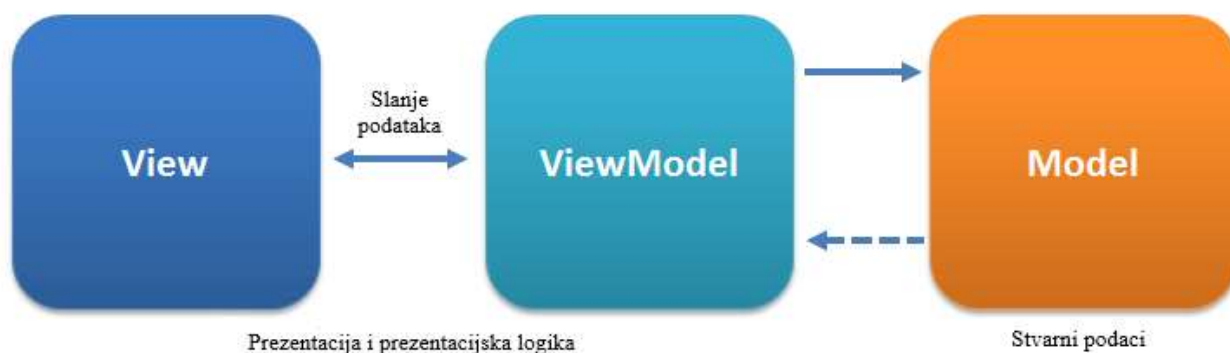 Slanje
podataka
View
ViewModel
Model
Prezentacija i prezentacijska logika
Stvarni podaci